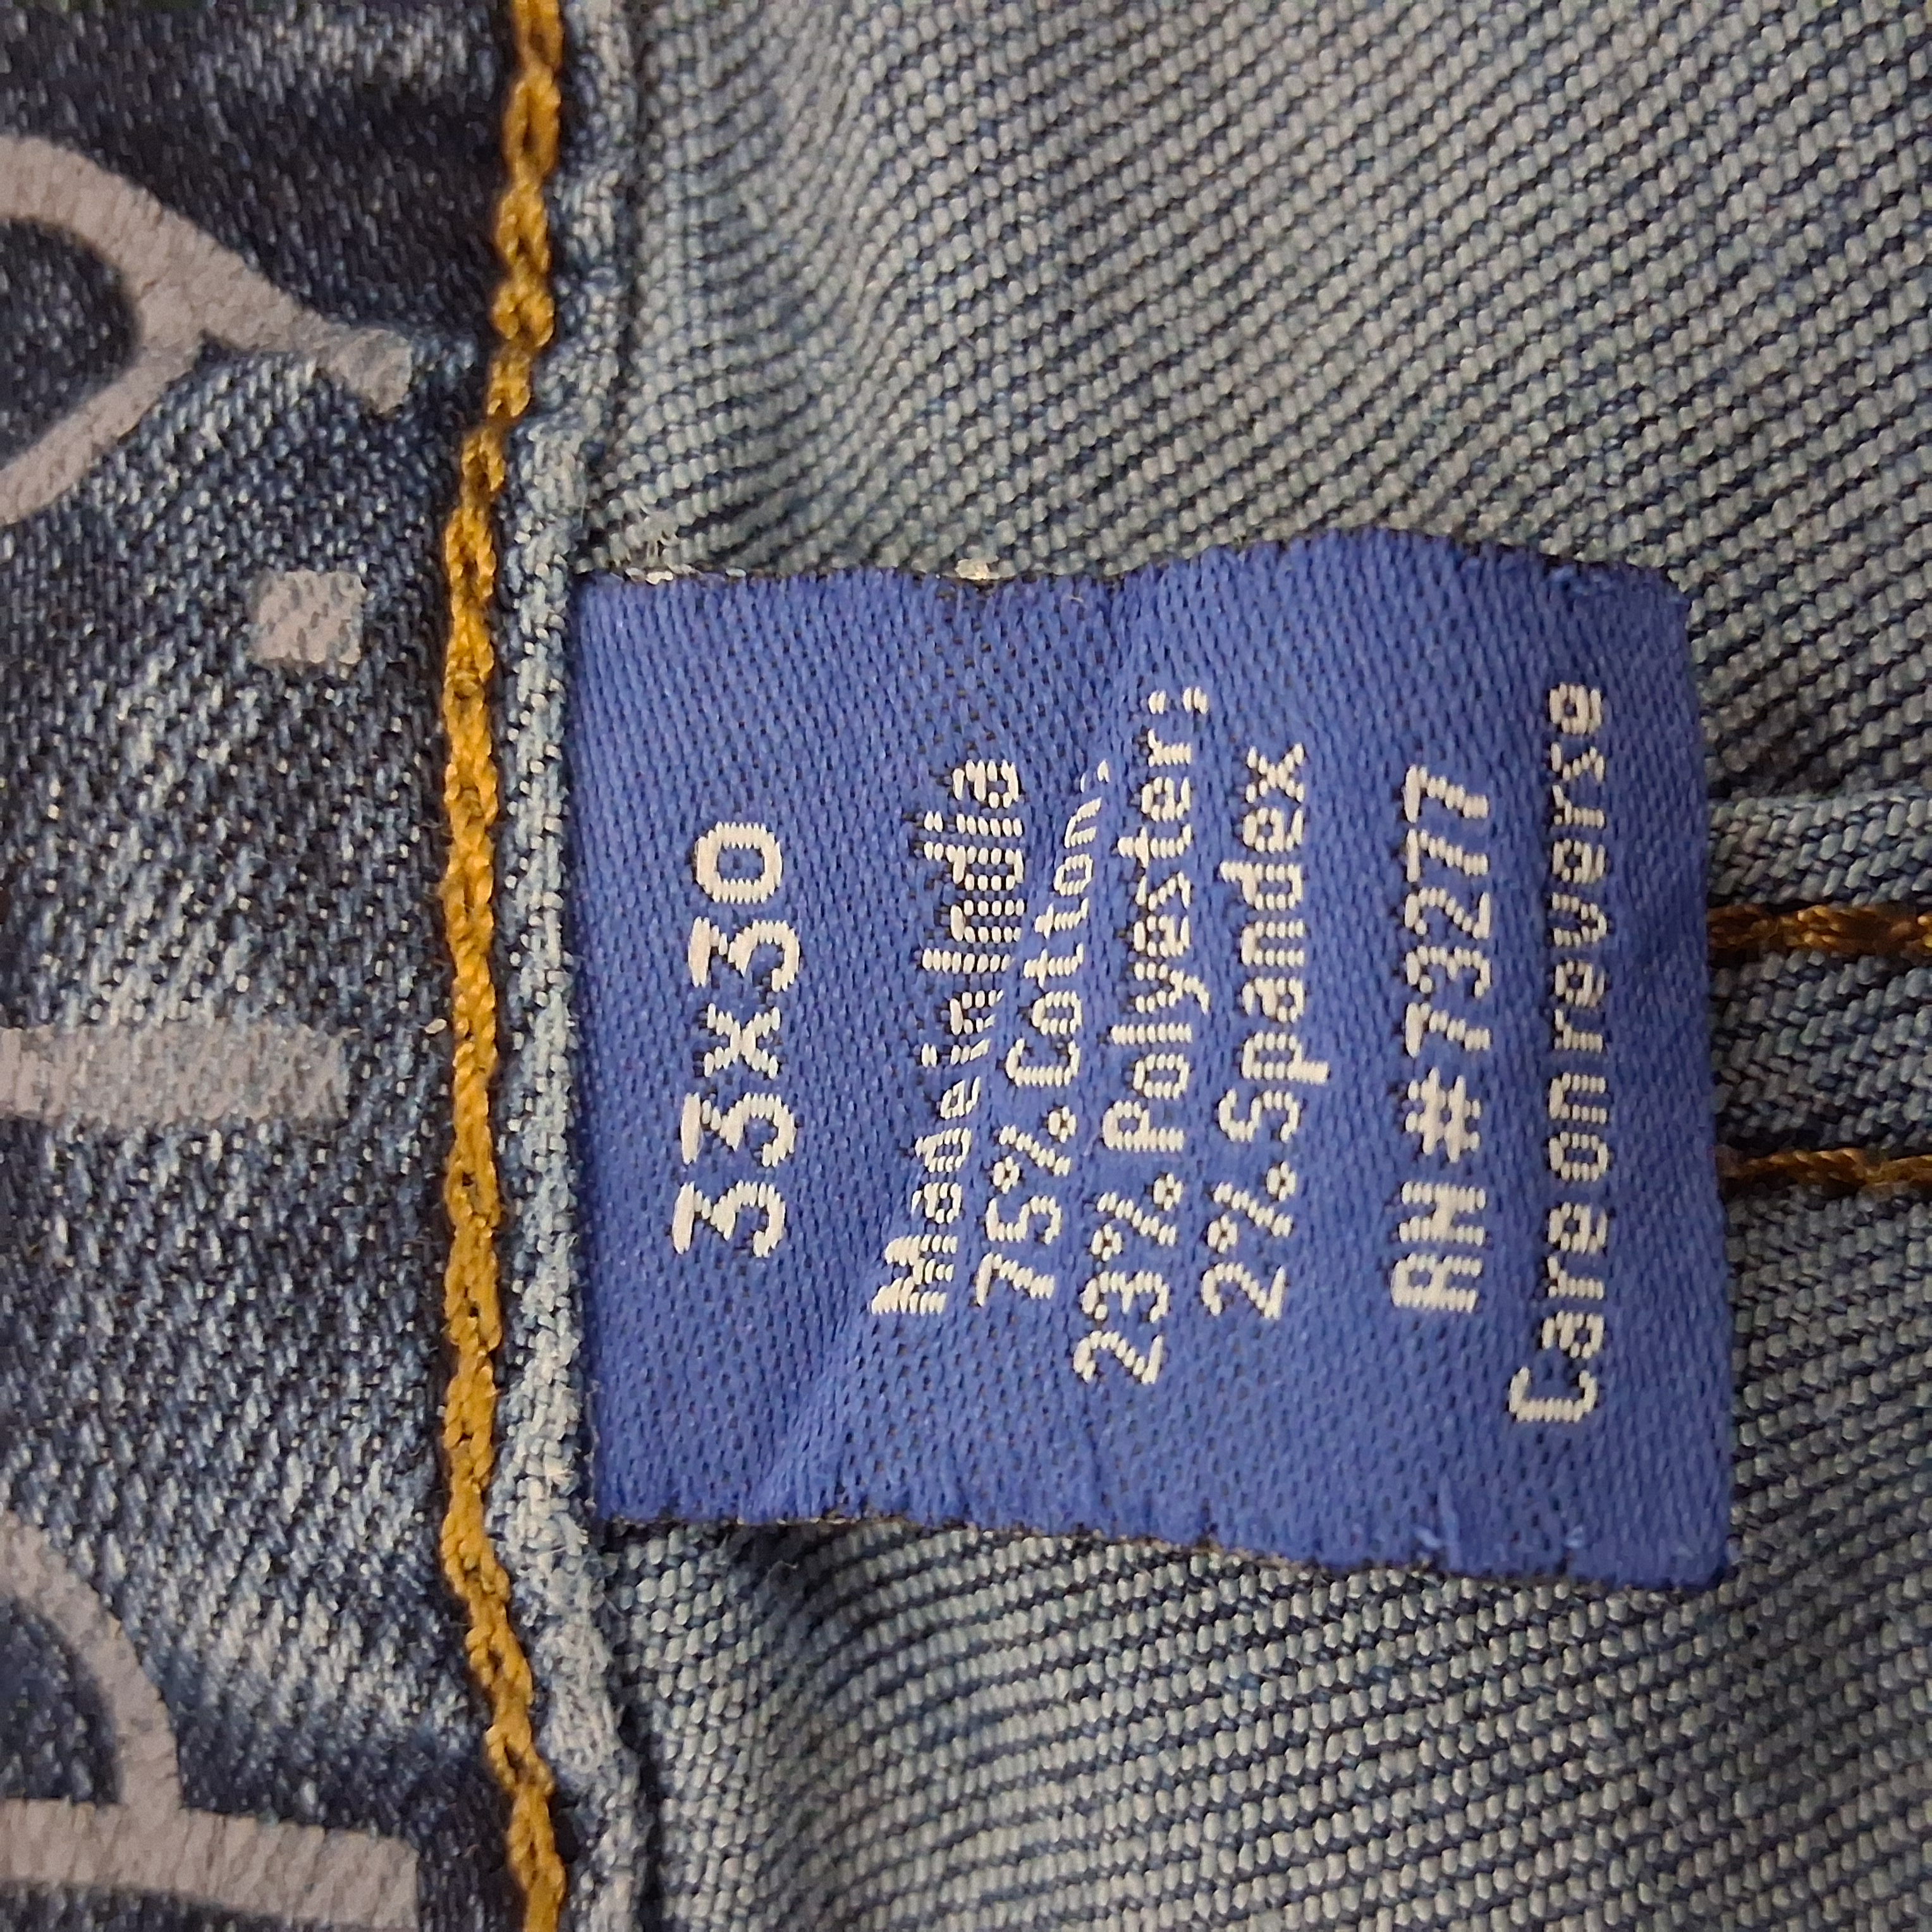 33x30
Made in India
75% Cotton,
23% Polyester;
2% Spandex
RN # 73277
Care on reverse